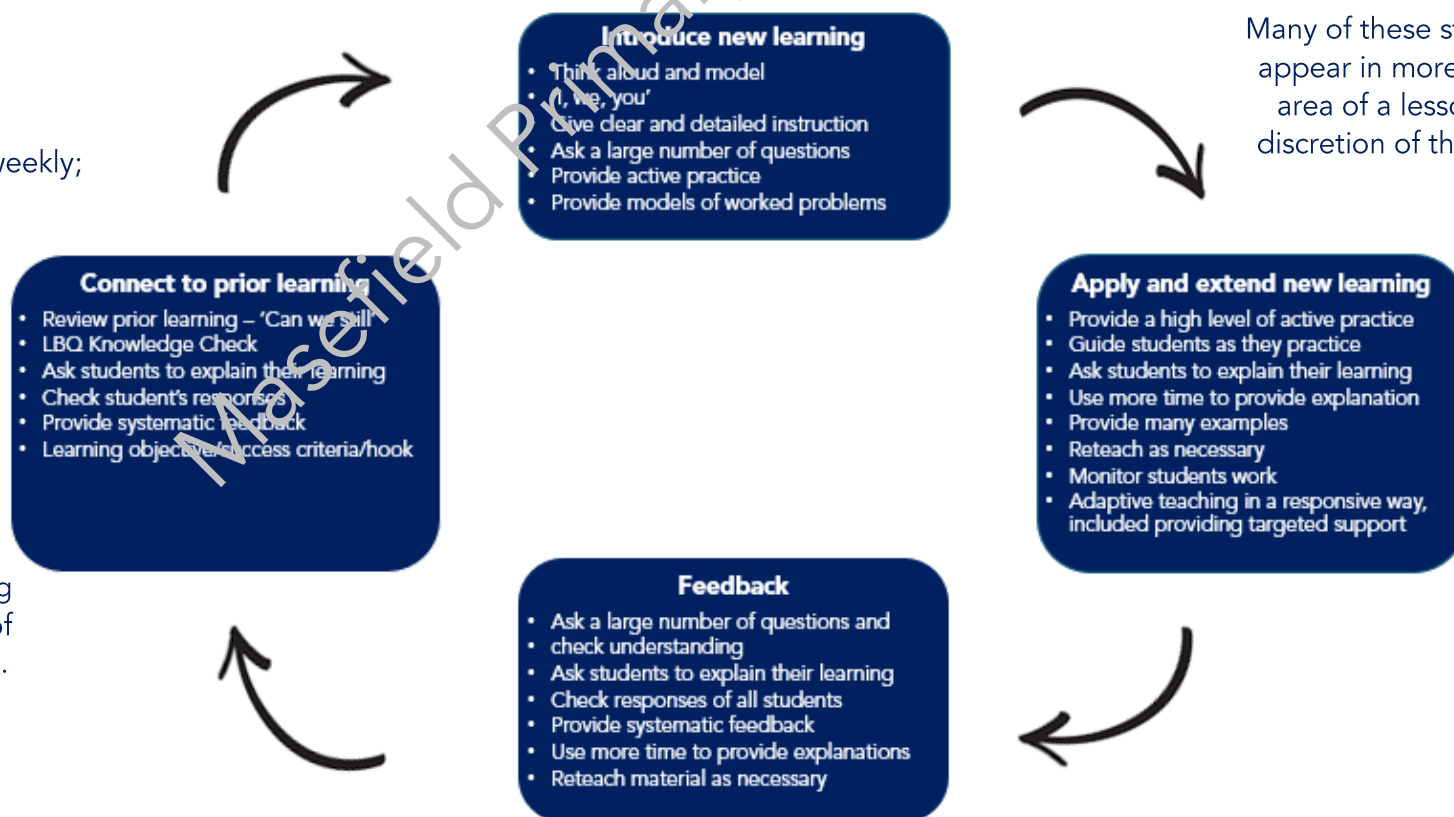 Introduce new learning
• Think aloud and model
• 'I, we, you'
• Give clear and detailed instruction
• Ask a large number of questions
• Provide active practice
• Provide models of worked problems
Many of these
appear in more
area of a
discretion of
weekly;
Connect to prior learning
• Review prior learning – 'Can we still'
• LBQ Knowledge Check
• Ask students to explain their learning
• Check student's responses
• Provide systematic feedback
• Learning objective/success criteria/hook
Apply and extend new learning
• Provide a high level of active practice
• Guide students as they practice
• Ask students to explain their learning
• Use more time to provide explanation
• Provide many examples
• Reteach as necessary
• Monitor students work
• Adaptive teaching in a responsive way,
included providing targeted support
of
Feedback
• Ask a large number of questions and
• check understanding
• Ask students to explain their learning
• Check responses of all students
• Provide systematic feedback
• Use more time to provide explanations
• Reteach material as necessary
Masefield